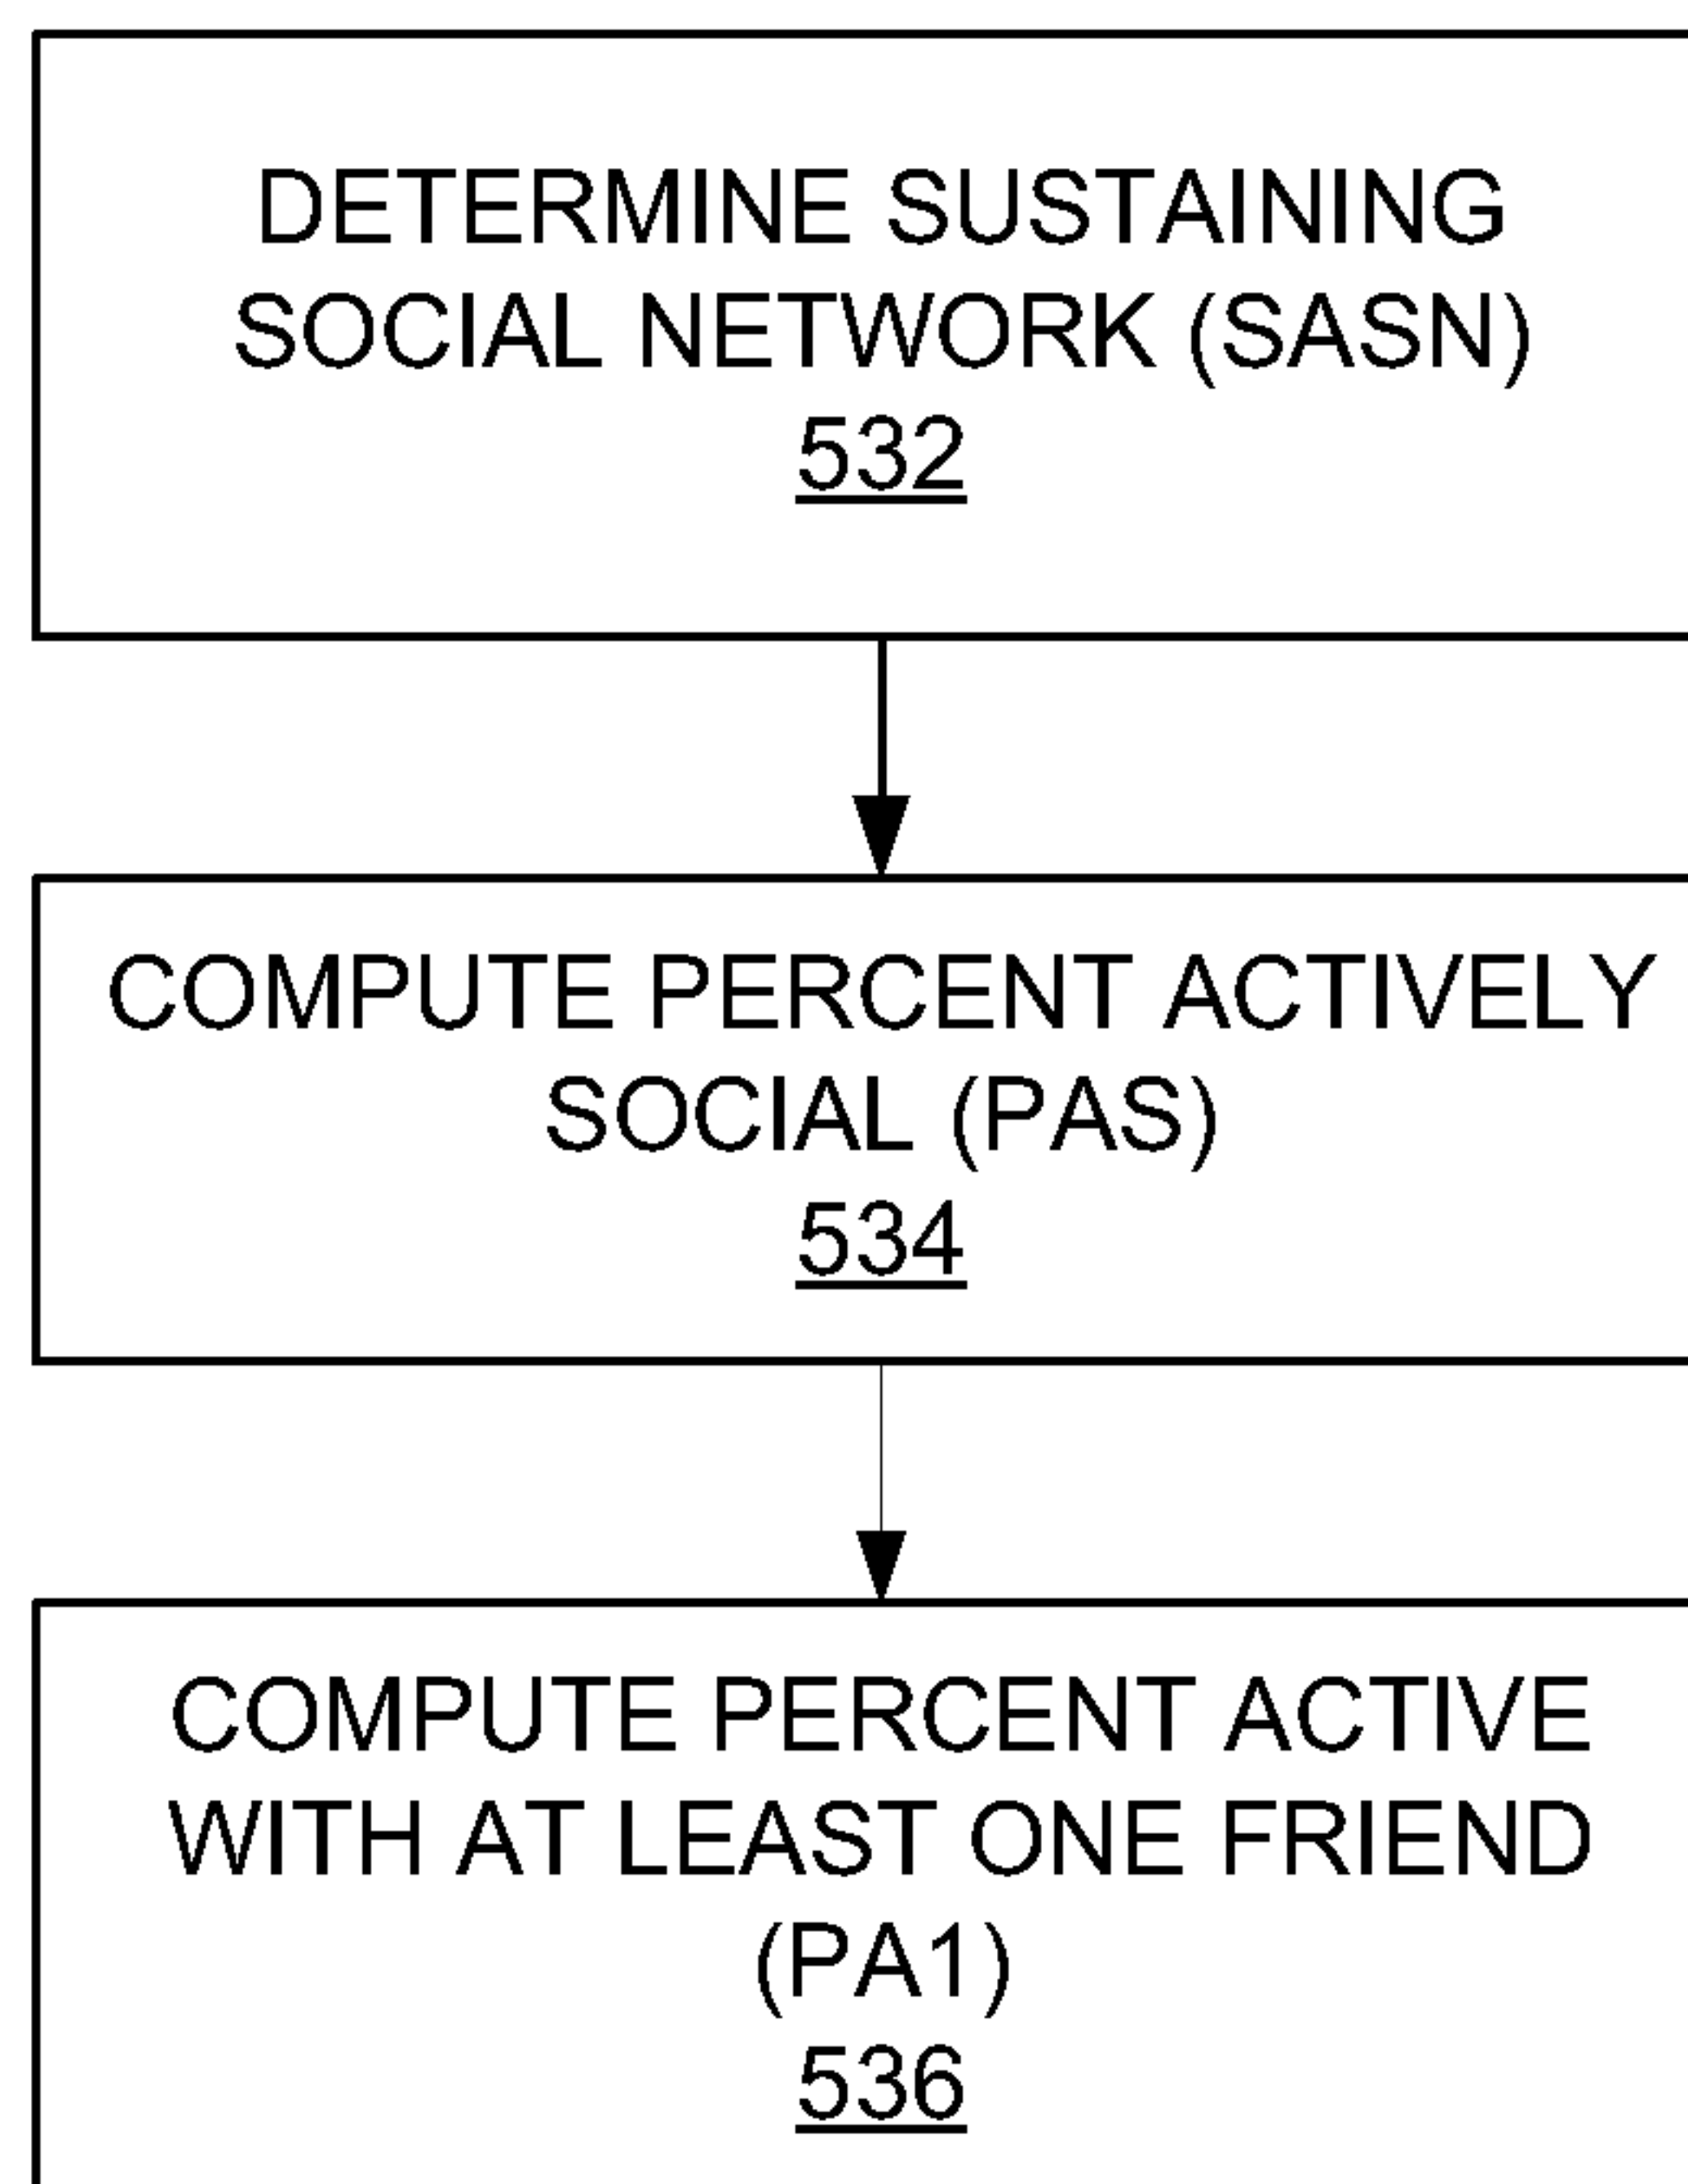 DETERMINE SUSTAINING
SOCIAL NETWORK (SASN)
532
COMPUTE PERCENT ACTIVELY
SOCIAL (PAS)
534
COMPUTE PERCENT ACTIVE
WITH AT LEAST ONE FRIEND
(PA1)
536